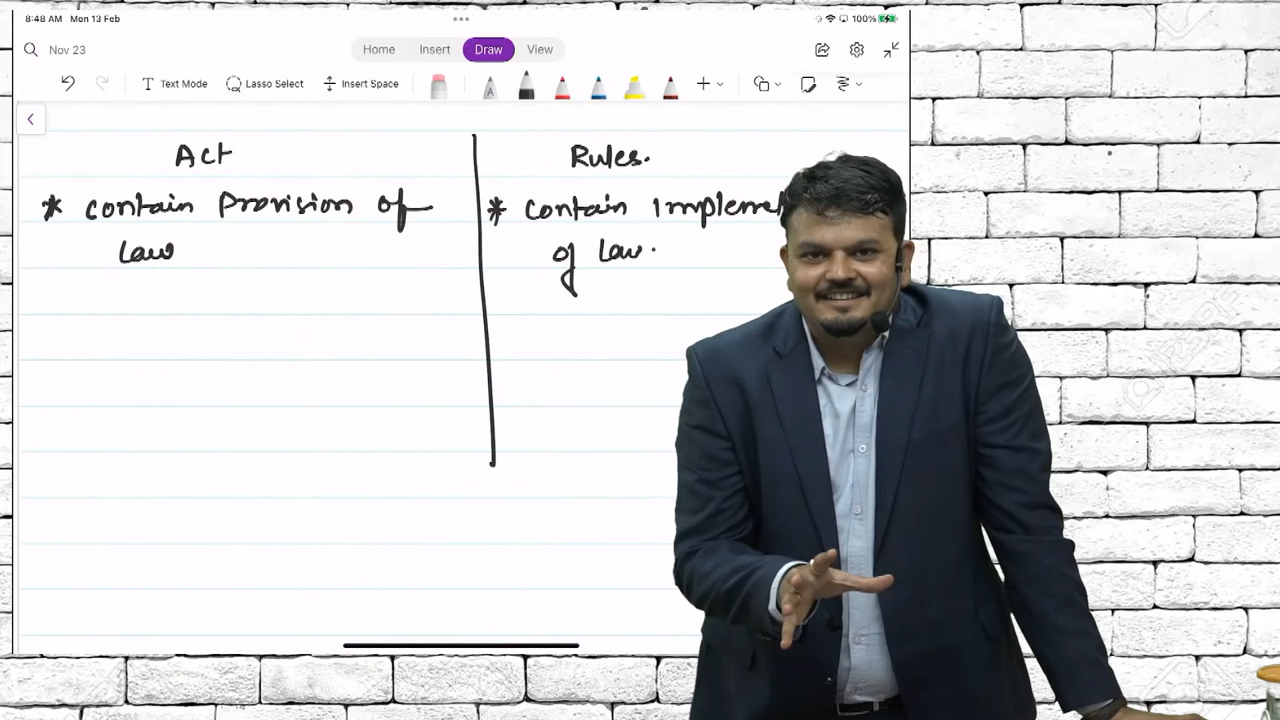 8:48 AM Mon 13 Feb
100%
Nov 23
Home Insert Draw View
Text Mode Lasso Select Insert Space
Act
Rules.
* contain Provision of
law
* contain
of law.